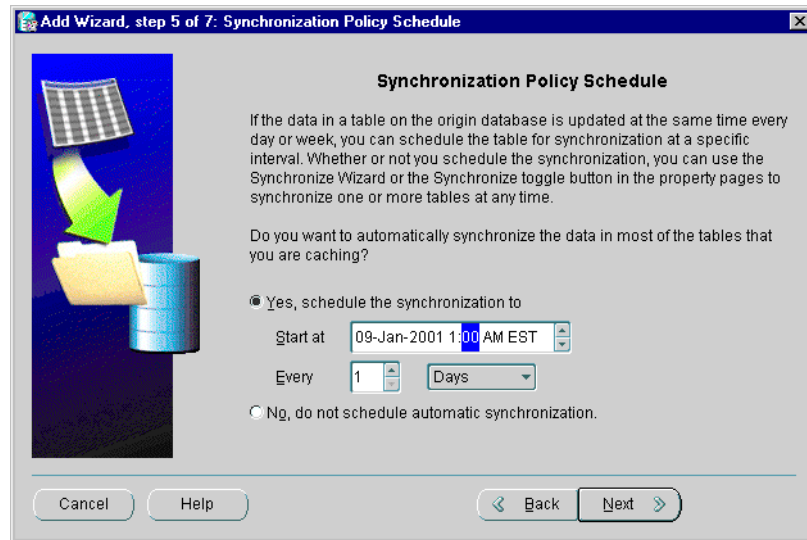 Add Wizard, step 5 of 7: Synchronization Policy Schedule
Synchronization Policy Schedule
If the data in a table on the origin database is updated at the same time every
day or week, you can schedule the table for synchronization at a specific
interval. Whether or not you schedule the synchronization, you can use the
Synchronize Wizard or the Synchronize toggle button in the property pages to
synchronize one or more tables at any time.
Do you want to automatically synchronize the data in most of the tables that
you are caching?
Yes, schedule the synchronization to
Start at 09-Jan-2001 1:00 AM EST
Every 1 Days
No, do not schedule automatic synchronization.
Cancel Help Back Next